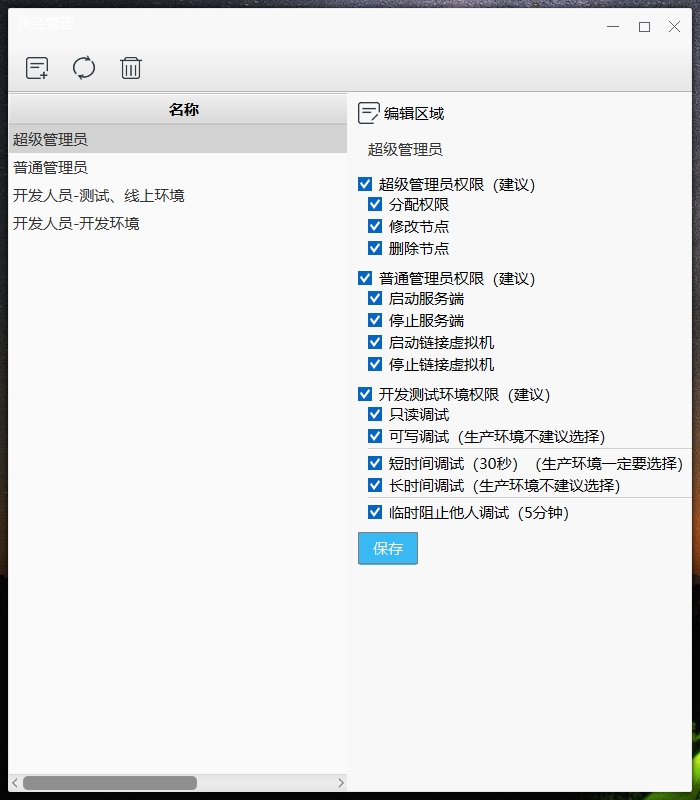 角色管理
名称
超级管理员
普通管理员
开发人员-测试、线上环境
开发人员-开发环境
编辑区域
超级管理员
超级管理员权限（建议）
分配权限
修改节点
删除节点
普通管理员权限（建议）
启动服务端
停止服务端
启动链接虚拟机
停止链接虚拟机
开发测试环境权限（建议）
只读调试
可写调试（生产环境不建议选择）
短时间调试（30秒）（生产环境一定要选择）
长时间调试（生产环境不建议选择）
临时阻止他人调试（5分钟）
保存